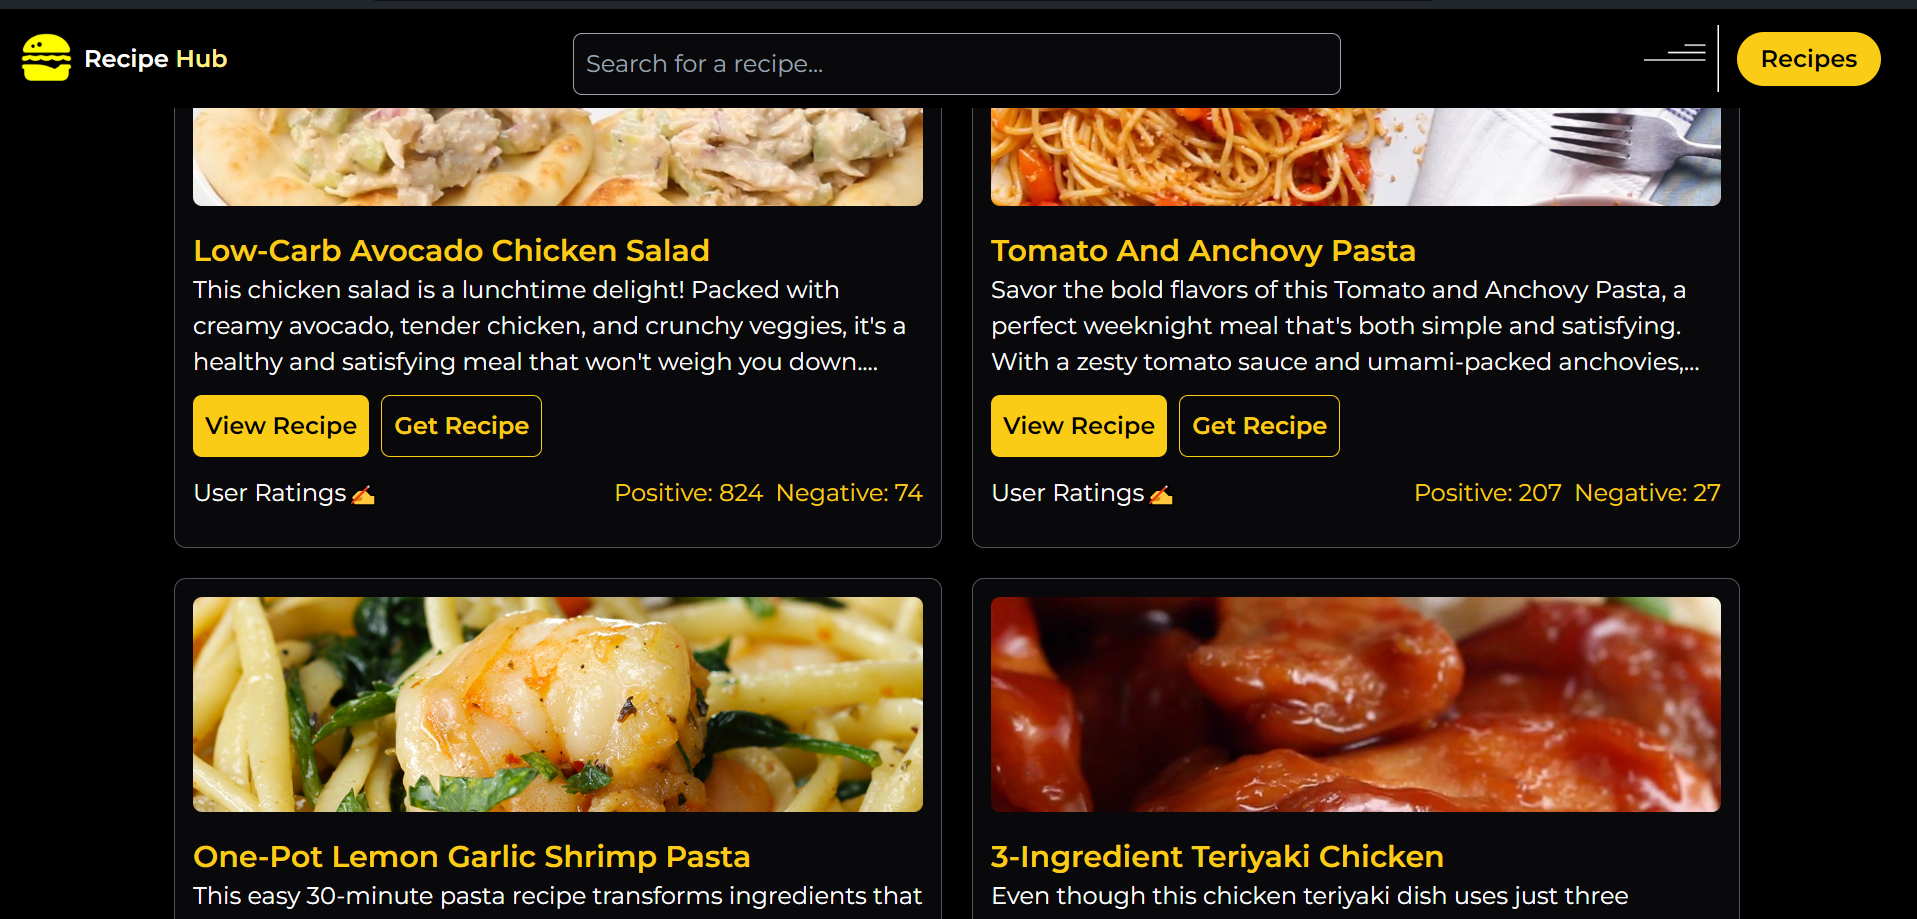 Recipe Hub
Search for a recipe...
Recipes
Low-Carb Avocado Chicken Salad
This chicken salad is a lunchtime delight! Packed with
creamy avocado, tender chicken, and crunchy veggies, it's a
healthy and satisfying meal that won't weigh you down....
View Recipe
Get Recipe
User Ratings✍️
Positive: 824 Negative: 74
Tomato And Anchovy Pasta
Savor the bold flavors of this Tomato and Anchovy Pasta, a
perfect weeknight meal that's both simple and satisfying.
With a zesty tomato sauce and umami-packed anchovies,...
View Recipe
Get Recipe
User Ratings✍️
Positive: 207 Negative: 27
One-Pot Lemon Garlic Shrimp Pasta
This easy 30-minute pasta recipe transforms ingredients that
3-Ingredient Teriyaki Chicken
Even though this chicken teriyaki dish uses just three